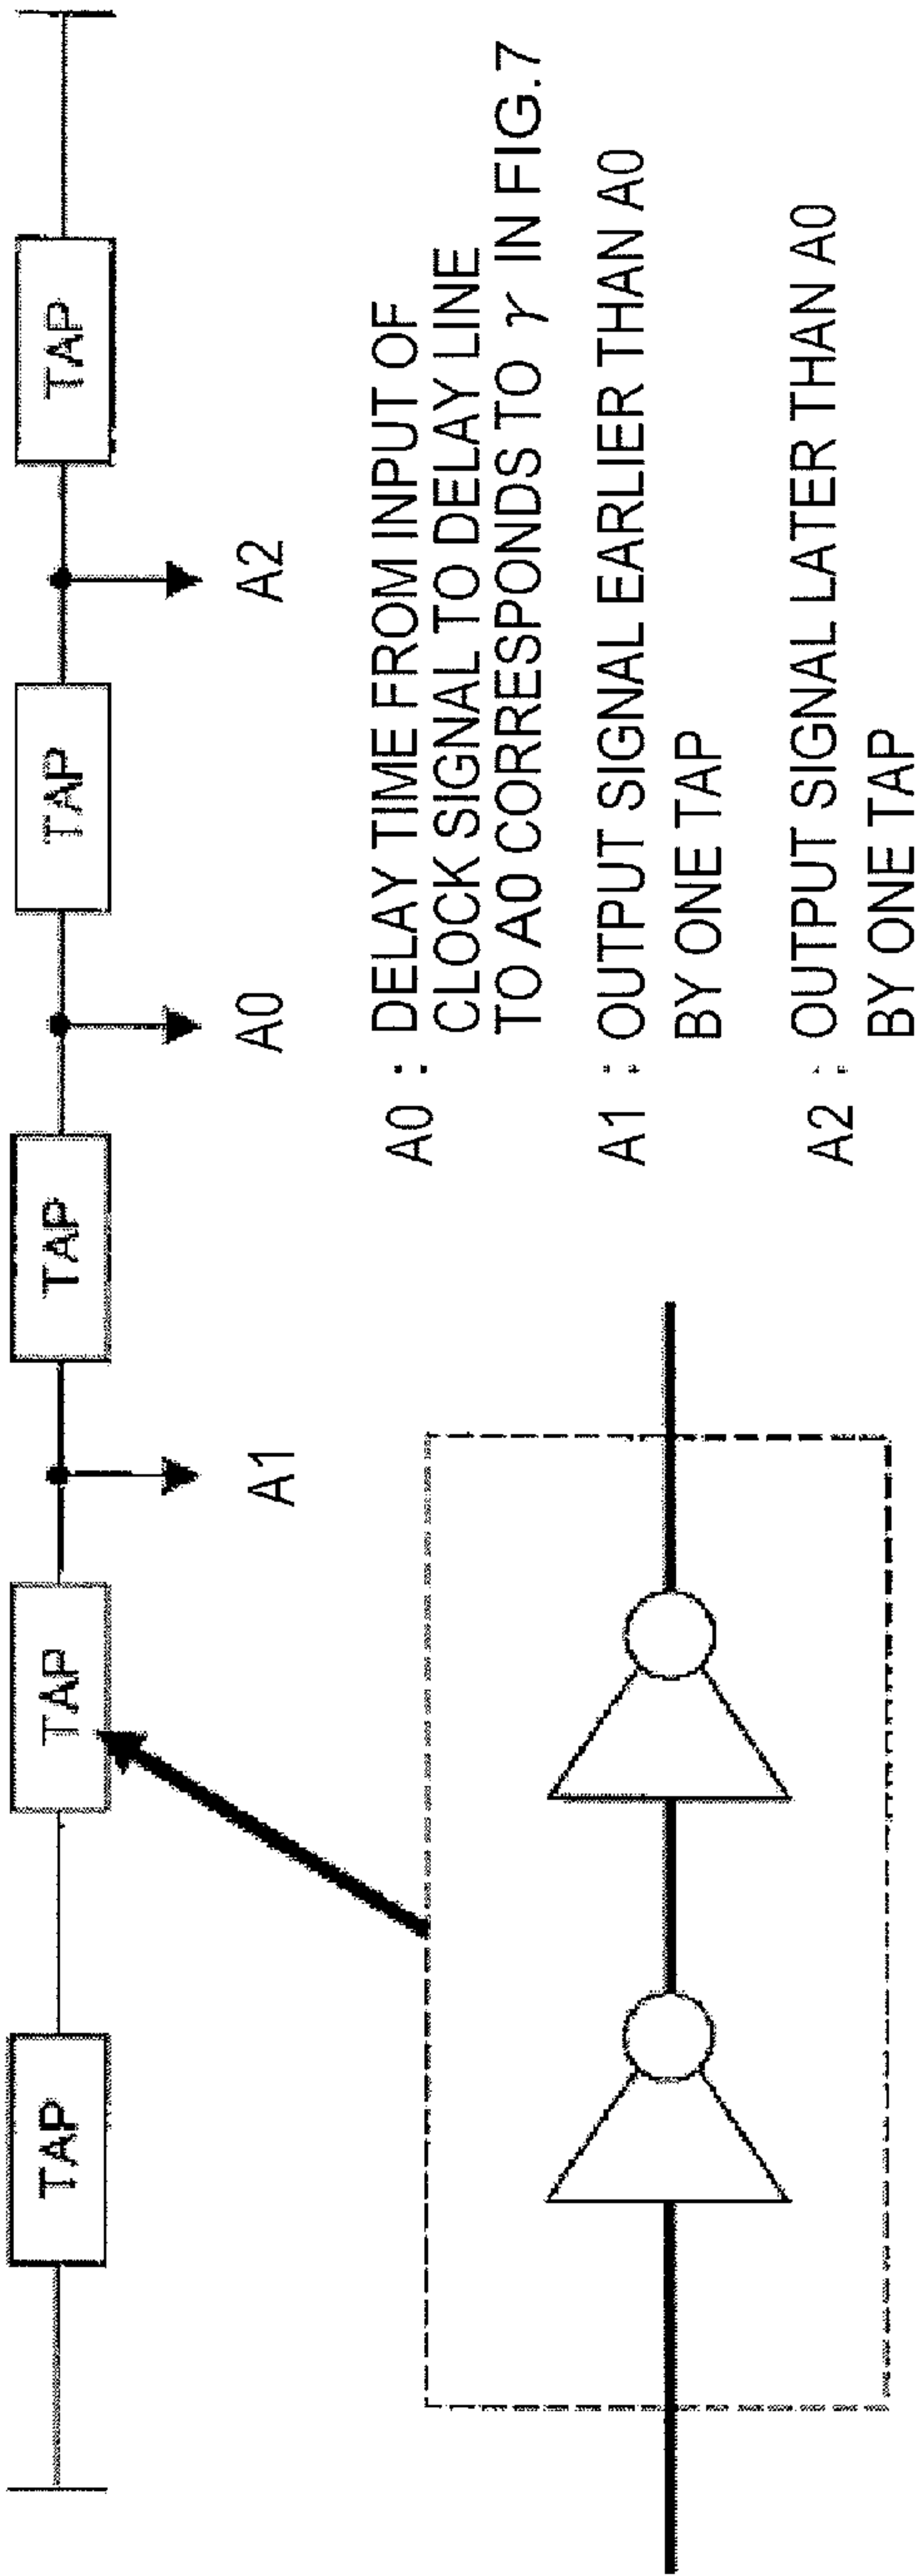 TAP
TAP
TAP
TAP
TAP
A1
A0
A2
A0 : DELAY TIME FROM INPUT OF
CLOCK SIGNAL TO DELAY LINE
TO A0 CORRESPONDS TO γ IN FIG.7
A1 : OUTPUT SIGNAL EARLIER THAN A0
BY ONE TAP
A2 : OUTPUT SIGNAL LATER THAN A0
BY ONE TAP